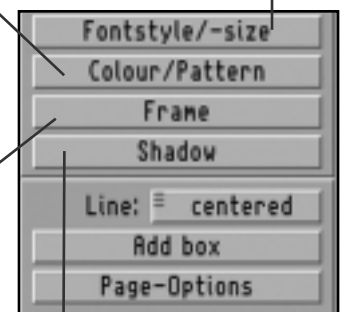 Fontstyle/-size
Colour/Pattern
Frame
Shadow
Line: centered
Add box
Page-Options